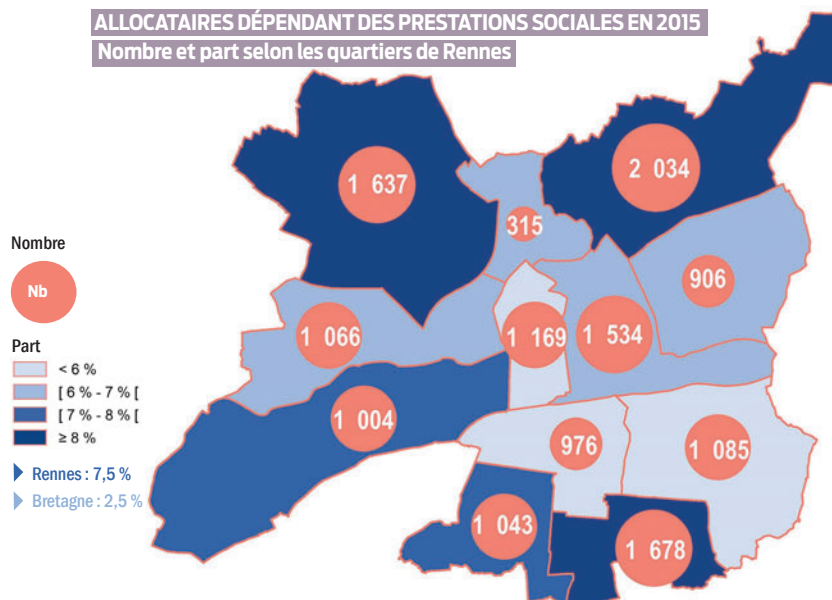 ALLOCATAIRES DÉPENDANT DES PRESTATIONS SOCIALES EN 2015
Nombre et part selon les quartiers de Rennes
1 637
2 034
315
906
1 066
1 169
1 534
1 004
976
1 085
1 043
1 678
Nombre
Nb
Part
< 6 %
[ 6 % - 7 % [
[ 7 % - 8 % [
≥ 8 %
Rennes : 7,5 %
Bretagne : 2,5 %